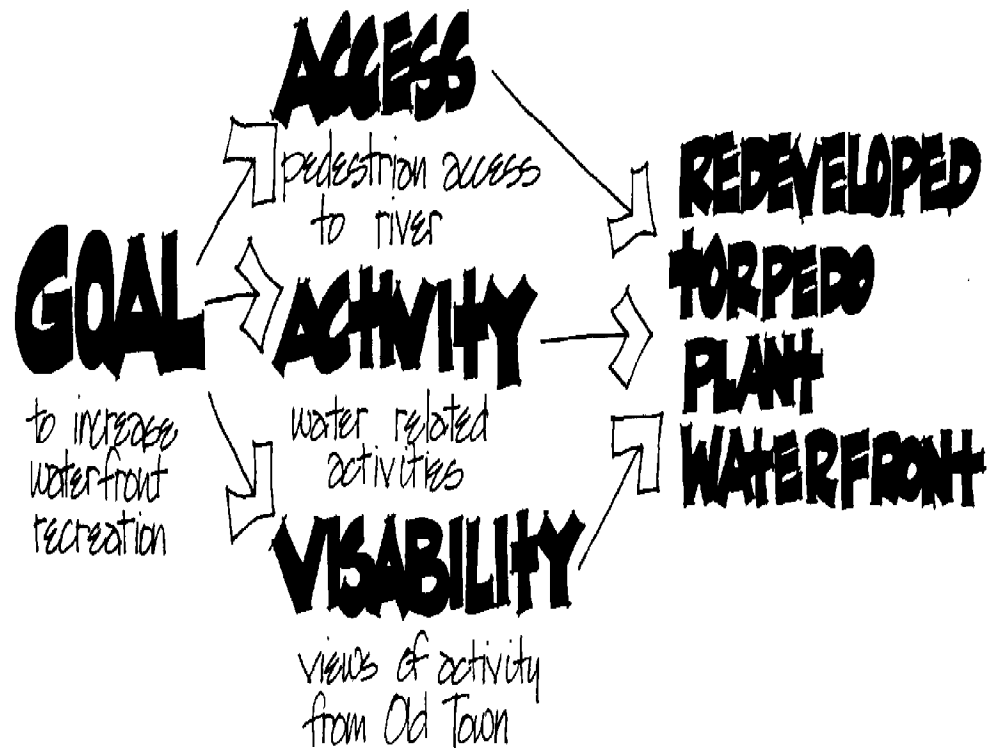 GOAL
to increase
waterfront
recreation
ACCESS
pedestrian access
to river
ACTIVITY
water related
activities
VISABILITY
views of activity
from Old Town
REDEVELOPED
TORPEDO
PLANT
WATERFRONT